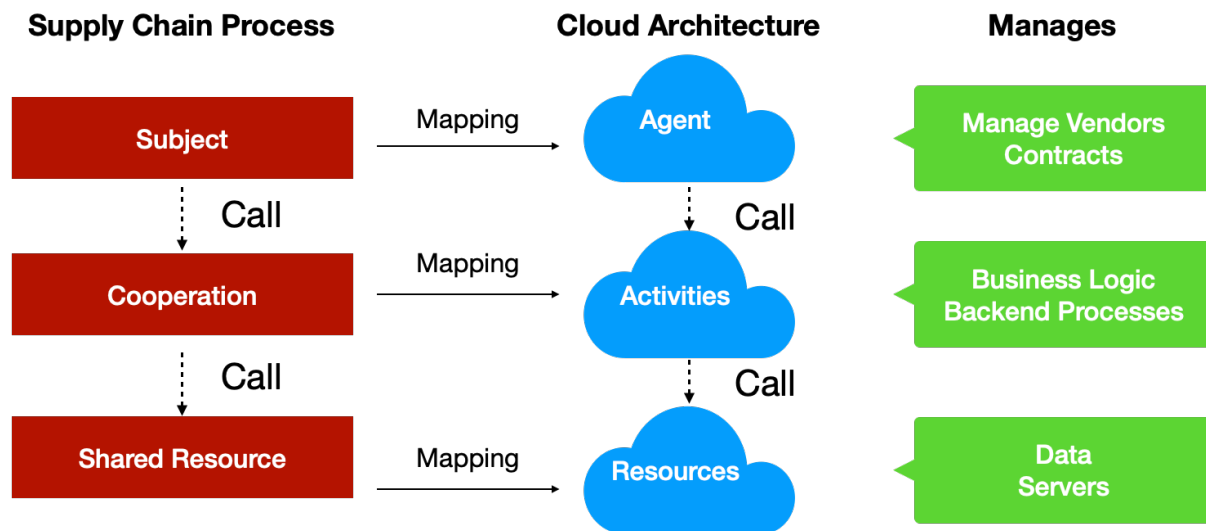 Supply Chain Process
Cloud Architecture
Manages
Subject
Mapping
Agent
Manage Vendors
Contracts
Call
Call
Cooperation
Mapping
Activities
Business Logic
Backend Processes
Call
Call
Shared Resource
Mapping
Resources
Data
Servers